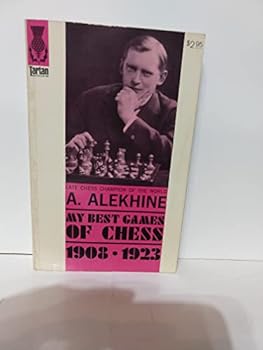 Tartan
$2.95
LATE CHESS CHAMPION OF THE WORLD
A. ALEKHINE
MY BEST GAMES
OF CHESS
1908 • 1923